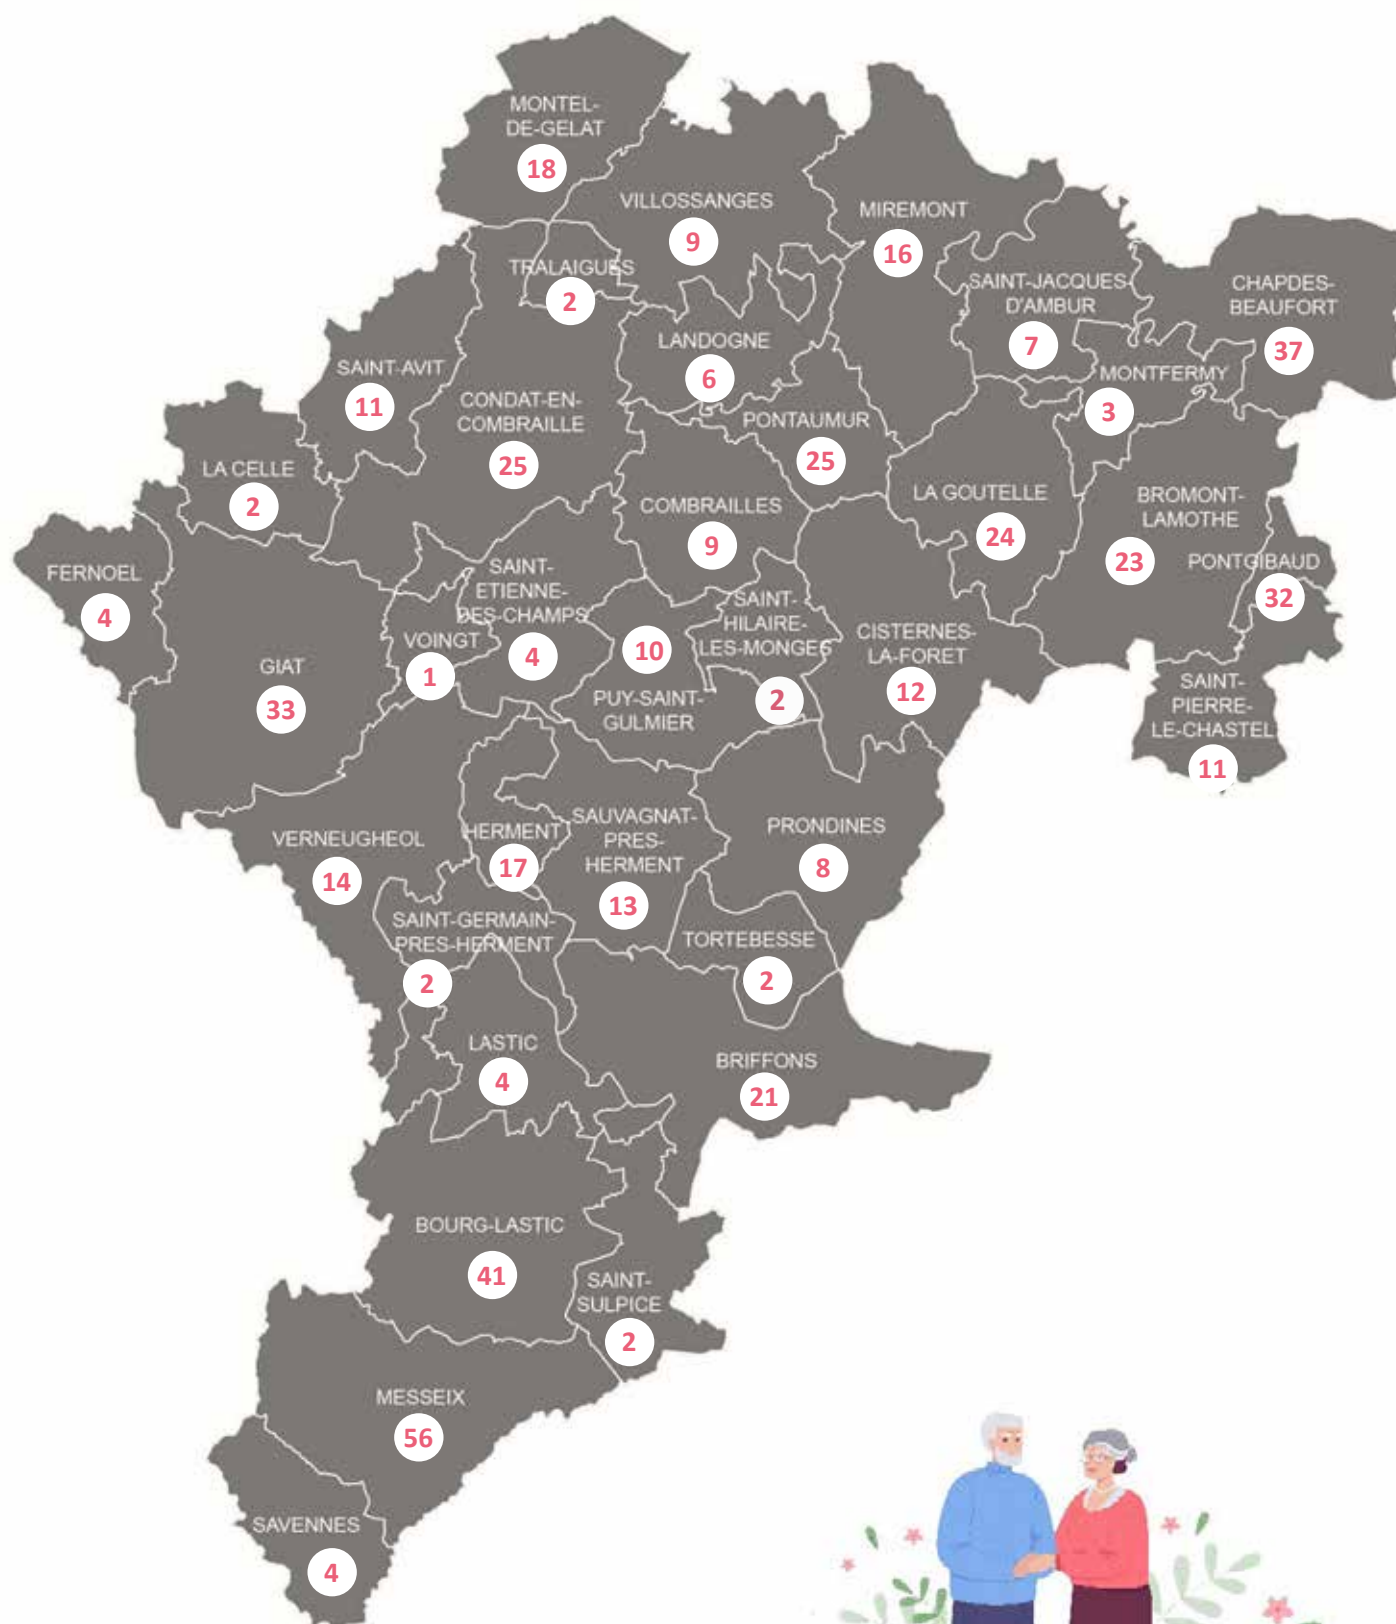 MONTEL-
DE-GELAT
18
VILLOSSANGES
9
MIREMONT
16
TRALAIGUES
2
SAINT-JACQUES-
D'AMBUR
7
CHAPDES-
BEAUFORT
37
LANDOGNE
6
SAINT-AVIT
11
MONTFERMY
3
CONDAT-EN-
COMBRAILLE
25
PONTAUMUR
25
LA CELLE
2
LA GOUTELLE
24
BROMONT-
LAMOTHE
23
COMBRAILLES
9
PONTGIBAUD
32
FERNOEL
4
SAINT-
ETIENNE-
DES-CHAMPS
4
SAINT-
HILAIRE-
LES-MONGES
2
VOINGT
1
CISTERNES-
LA-FORET
12
GIAT
33
10
PUY-SAINT-
GULMIER
SAINT-
PIERRE-
LE-CHASTEL
11
VERNEUGHEOL
14
HERMENT
17
SAUVAGNAT-
PRES-
HERMENT
13
PRONDINES
8
SAINT-GERMAIN-
PRES-HERMENT
2
TORTEBESSE
2
LASTIC
4
BRIFFONS
21
BOURG-LASTIC
41
SAINT-
SULPICE
2
MESSEIX
56
SAVENNES
4